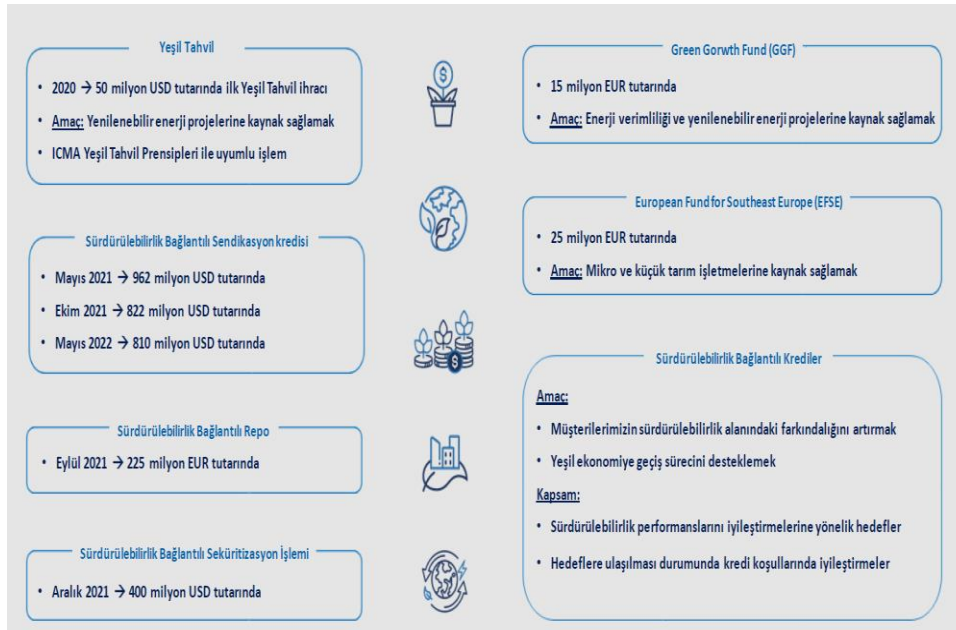 Yeşil Tahvil
• 2020 → 50 milyon USD tutarında ilk Yeşil Tahvil ihracı
• Amaç: Yenilenebilir enerji projelerine kaynak sağlamak
• ICMA Yeşil Tahvil Prensipleri ile uyumlu işlem
Sürdürülebilirlik Bağlantılı Sendikasyon kredisi
• Mayıs 2021 → 962 milyon USD tutarında
• Ekim 2021 → 822 milyon USD tutarında
• Mayıs 2022 → 810 milyon USD tutarında
Sürdürülebilirlik Bağlantılı Repo
• Eylül 2021 → 225 milyon EUR tutarında
Sürdürülebilirlik Bağlantılı Seküritizasyon İşlemi
• Aralık 2021 → 400 milyon USD tutarında
Green Gorwth Fund (GGF)
• 15 milyon EUR tutarında
• Amaç: Enerji verimliliği ve yenilenebilir enerji projelerine kaynak sağlamak
European Fund for Southeast Europe (EFSE)
• 25 milyon EUR tutarında
• Amaç: Mikro ve küçük tarım işletmelerine kaynak sağlamak
Sürdürülebilirlik Bağlantılı Krediler
Amaç:
• Müşterilerimizin sürdürülebilirlik alanındaki farkındalığını artırmak
• Yeşil ekonomiye geçiş sürecini desteklemek
Kapsam:
• Sürdürülebilirlik performanslarını iyileştirmelerine yönelik hedefler
• Hedeflere ulaşılması durumunda kredi koşullarında iyileştirmeler